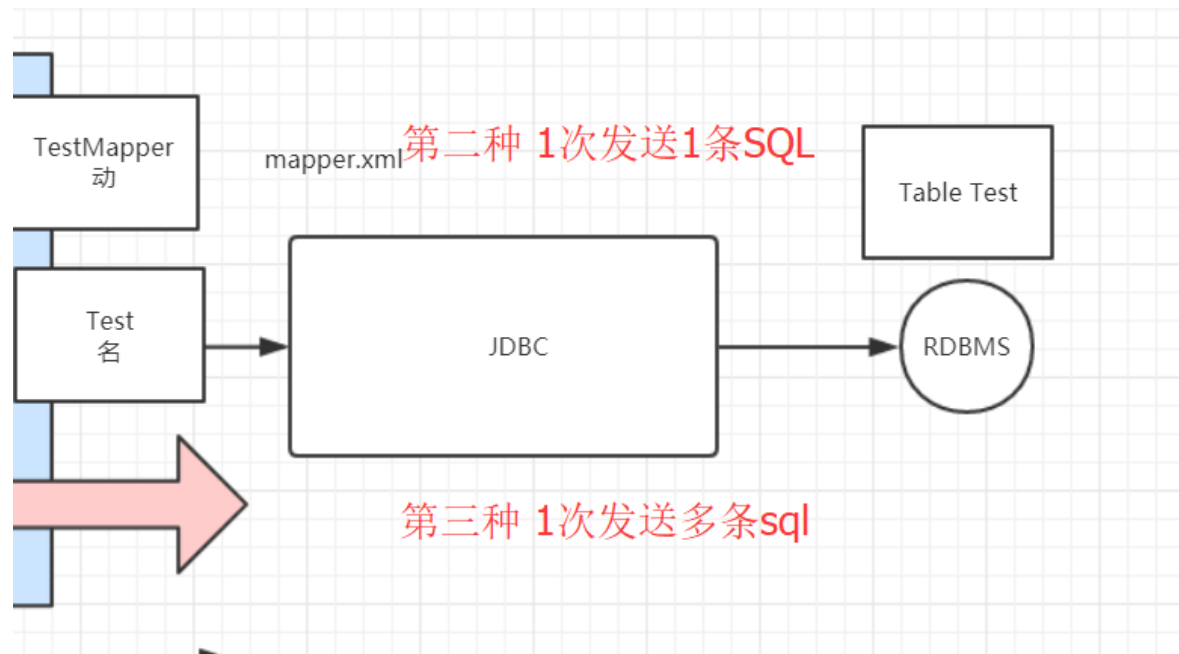 TestMapper
动
mapper.xml
第二种 1次发送1条SQL
Table Test
Test
名
JDBC
RDBMS
第三种 1次发送多条sql